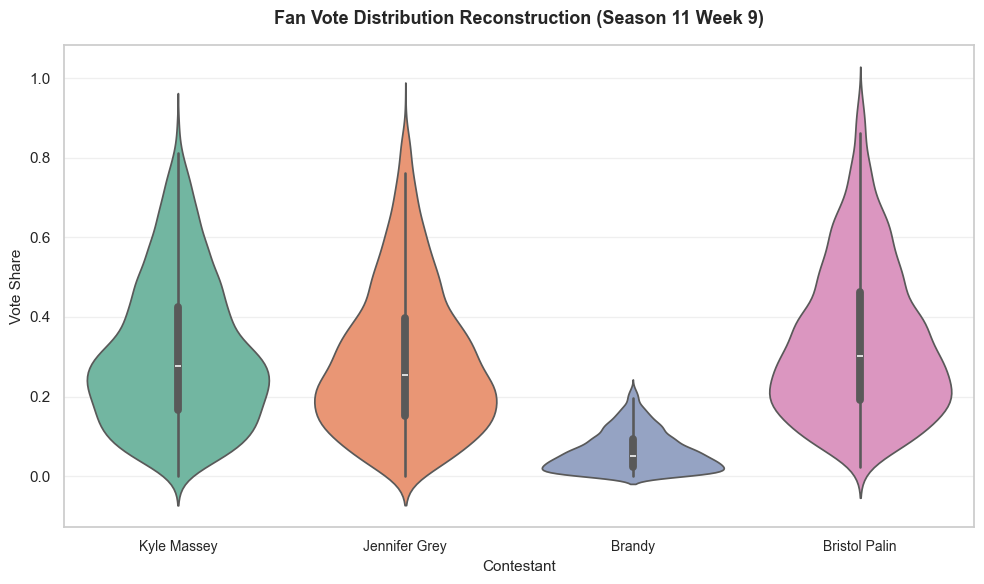 Fan Vote Distribution Reconstruction (Season 11 Week 9)
1.0
0.8
0.6
0.4
0.2
0.0
Vote Share
Kyle Massey
Jennifer Grey
Brandy
Bristol Palin
Contestant